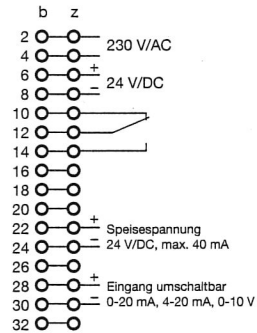 b z
2
230 V/AC
4
6 +
24 V/DC
8 −
10
12
14
16
18
20
22 + Speisespannung
24 − 24 V/DC, max. 40 mA
26
28 + Eingang umschaltbar
30 − 0-20 mA, 4-20 mA, 0-10 V
32